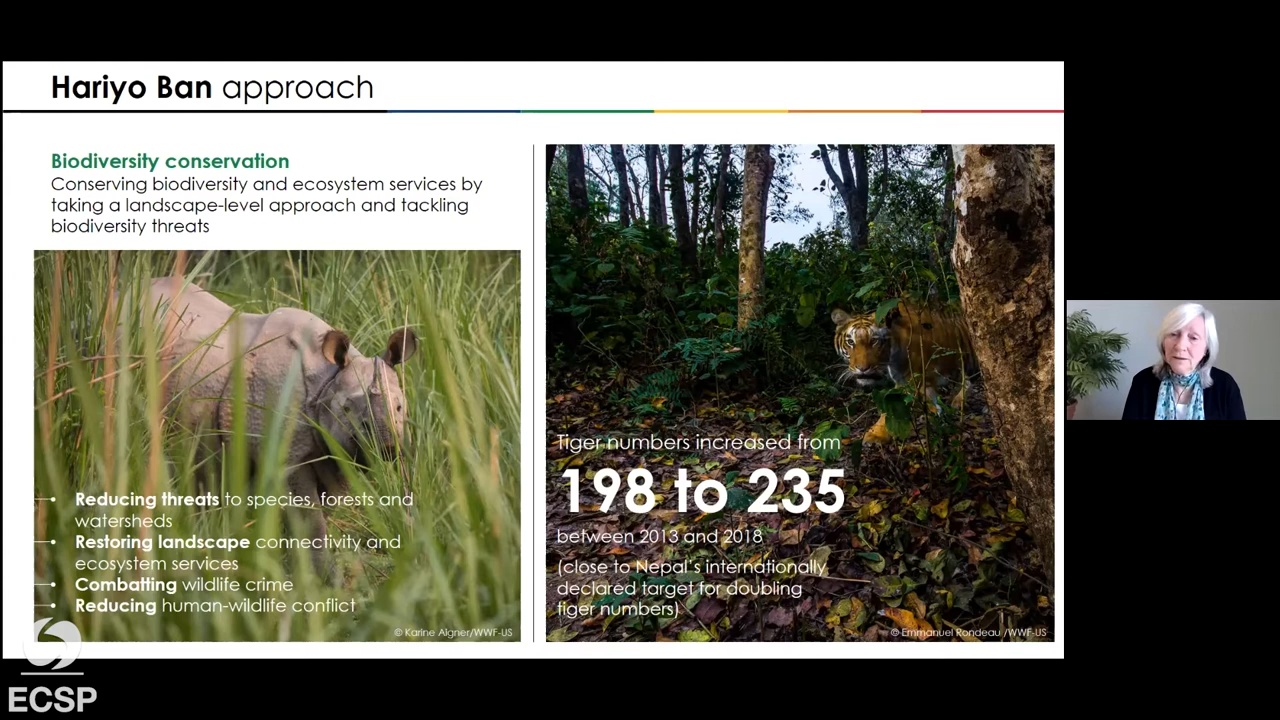 Hariyo Ban approach
Biodiversity conservation
Conserving biodiversity and ecosystem services by
taking a landscape-level approach and tackling
biodiversity threats
• Reducing threats to species, forests and
watersheds
• Restoring landscape connectivity and
ecosystem services
• Combatting wildlife crime
• Reducing human-wildlife conflict
© Karine Aigner/WWF-US
Tiger numbers increased from
198 to 235
between 2013 and 2018
(close to Nepal's internationally
declared target for doubling
tiger numbers)
© Emmanuel Rondeau /WWF-US
ECSP